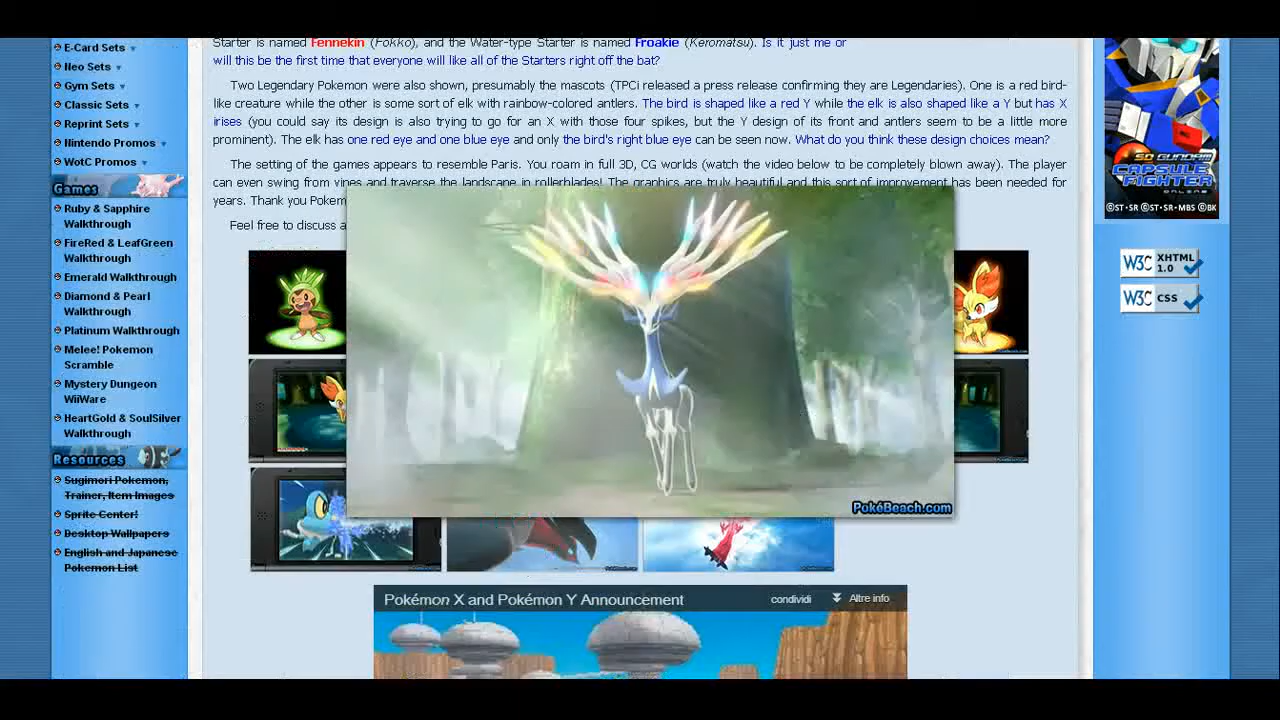 E-Card Sets
Neo Sets
Gym Sets
Classic Sets
Reprint Sets
Nintendo Promos
WotC Promos
Games
Ruby & Sapphire
Walkthrough
FireRed & LeafGreen
Walkthrough
Emerald Walkthrough
Diamond & Pearl
Walkthrough
Platinum Walkthrough
Melee! Pokemon
Scramble
Mystery Dungeon
WiiWare
HeartGold & SoulSilver
Walkthrough
Resources
Sugimori Pokemon,
Trainer, Item Images
Sprite Center!
Desktop Wallpapers
English and Japanese
Pokemon List
Starter is named Fennekin (Fokko), and the Water-type Starter is named Froakie (Keromatsu). Is it just me or
will this be the first time that everyone will like all of the Starters right off the bat?
Two Legendary Pokemon were also shown, presumably the mascots (TPCi released a press release confirming they are Legendaries). One is a red bird-
like creature while the other is some sort of elk with rainbow-colored antlers. The bird is shaped like a red Y while the elk is also shaped like a Y but has X
irises (you could say its design is also trying to go for an X with those four spikes, but the Y design of its front and antlers seem to be a little more
prominent). The elk has one red eye and one blue eye and only the bird's right blue eye can be seen now. What do you think these design choices mean?
The setting of the games appears to resemble Paris. You roam in full 3D, CG worlds (watch the video below to be completely blown away). The player
can even swing from vines and traverse the landscape in rollerblades! The graphics are truly beautiful and this sort of improvement has been needed for
years. Thank you Pokem
Feel free to discuss a
PokéBeach.com
Pokémon X and Pokémon Y Announcement
condividi
Altre info
SD GUNDAM
CAPSULE
FIGHTER
ONLINE
©ST・SR ©ST・SR・MBS ©BK
W3C XHTML 1.0
W3C CSS